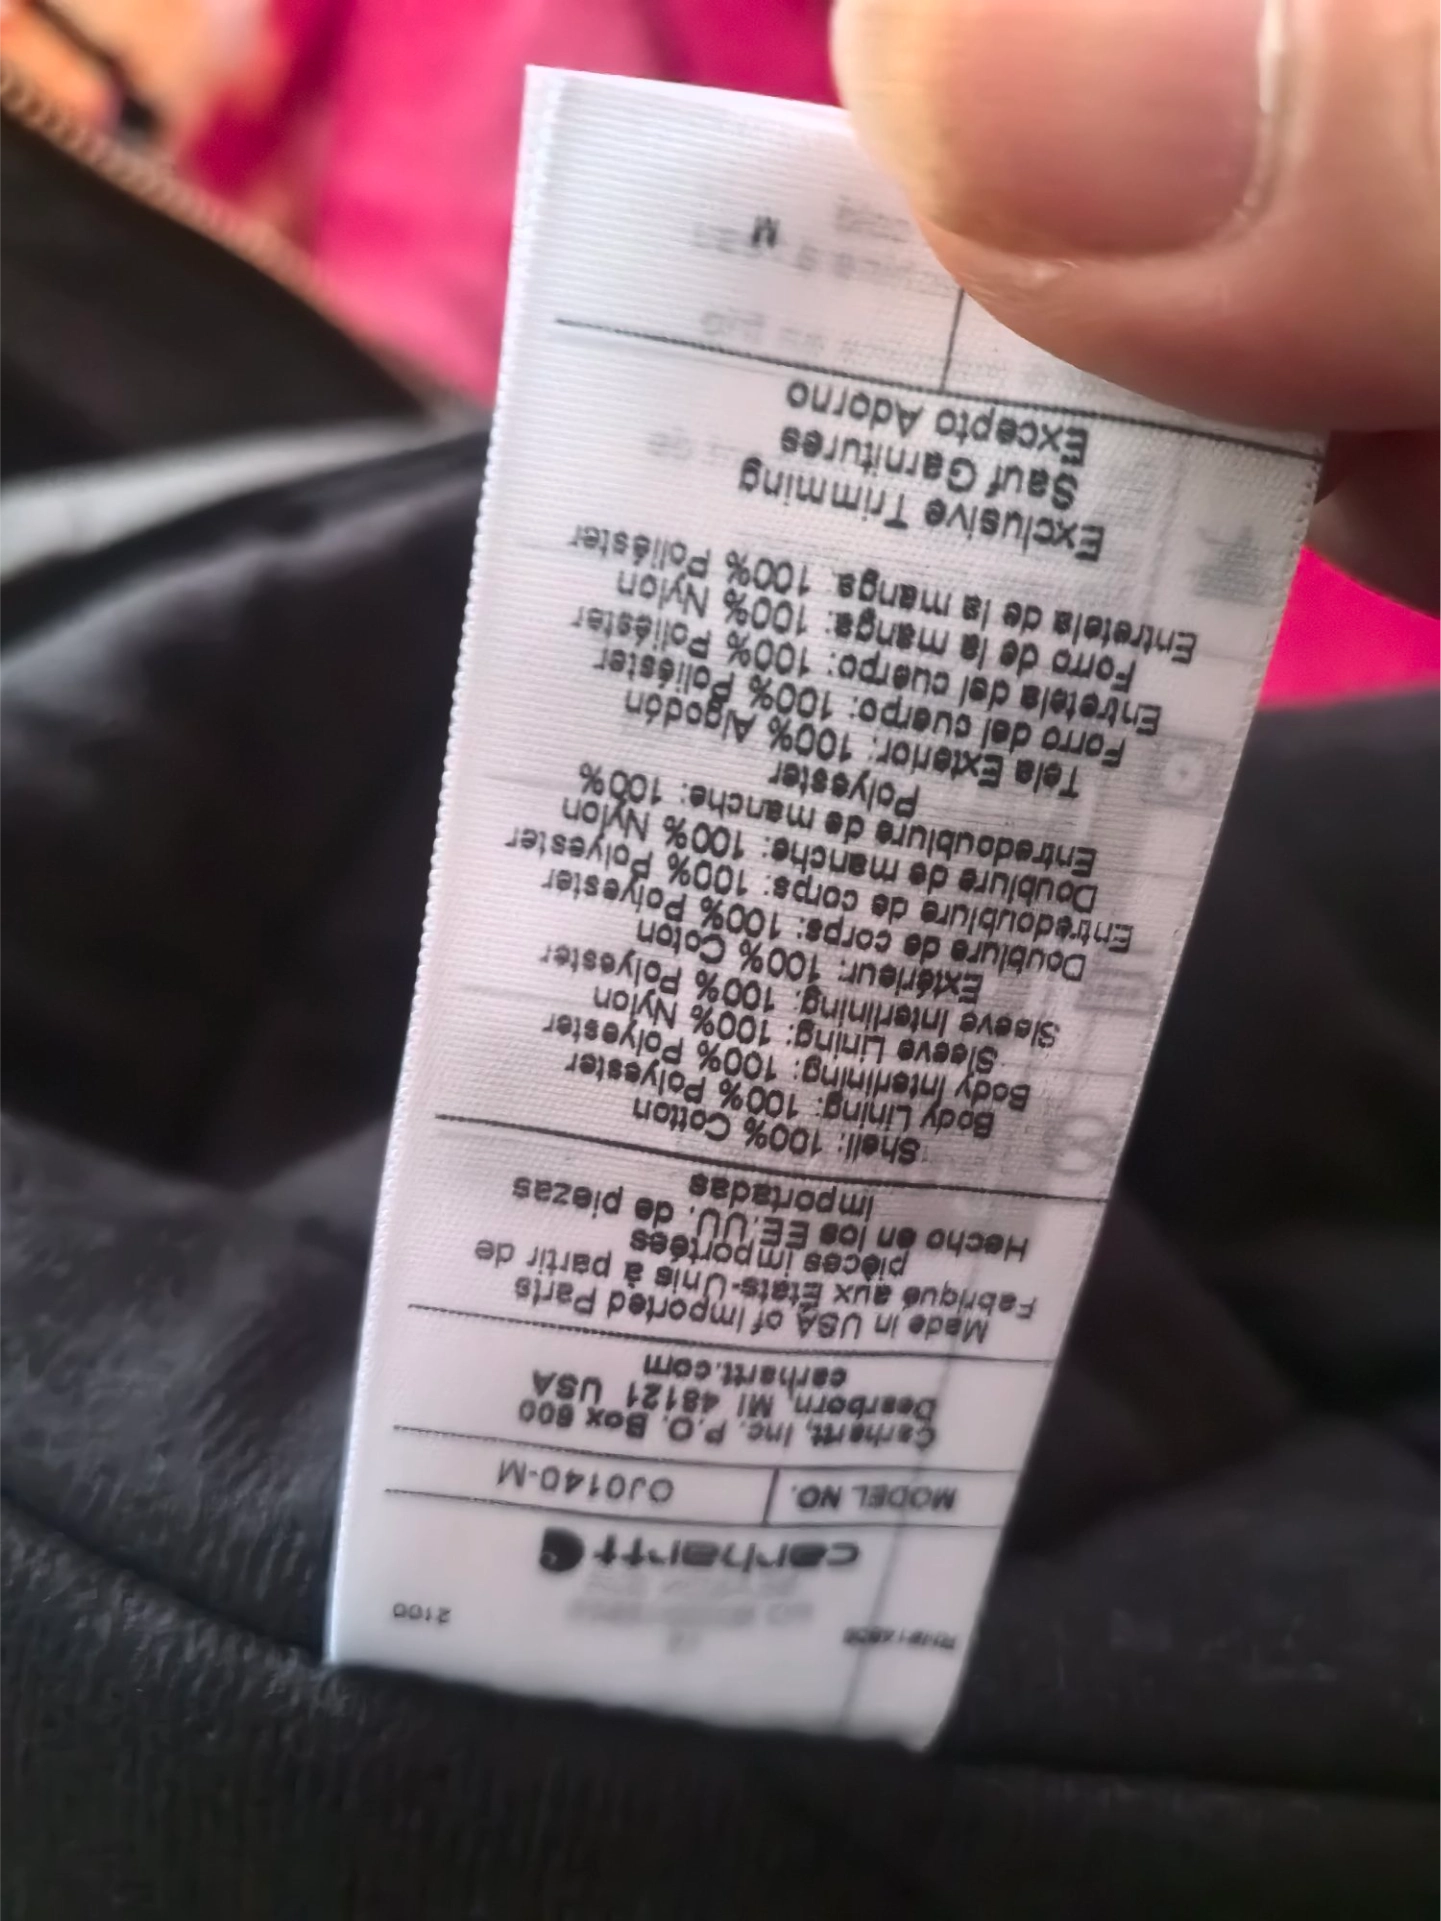 2100
carhartt
MODEL NO. OJ0140-M
Carhartt, Inc. P.O. Box 600
Dearborn, MI 48121 USA
carhartt.com
Made in USA of Imported Parts
Fabriqué aux États-Unis à partir de
pièces importées
Hecho en los EE.UU. de piezas
importadas
Shell: 100% Cotton
Body Lining: 100% Polyester
Body Interlining: 100% Polyester
Sleeve Lining: 100% Nylon
Sleeve Interlining: 100% Polyester
Extérieur: 100% Coton
Doublure de corps: 100% Polyester
Entredoublure de corps: 100% Polyester
Doublure de manche: 100% Nylon
Entredoublure de manche: 100%
Polyester
Tela Exterior: 100% Algodón
Forro del cuerpo: 100% Poliéster
Entretela del cuerpo: 100% Poliéster
Forro de la manga: 100% Nylon
Entretela de la manga: 100% Poliéster
Exclusive Trimming
Sauf Garnitures
Excepto Adorno
M